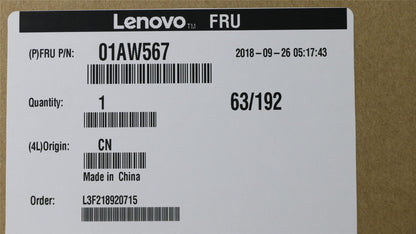 Lenovo™ FRU
(P)FRU P/N: 01AW567 2018-09-26 05:17:43
Quantity: 1 63/192
(4L)Origin: CN
Made in China
Order: L3F218920715